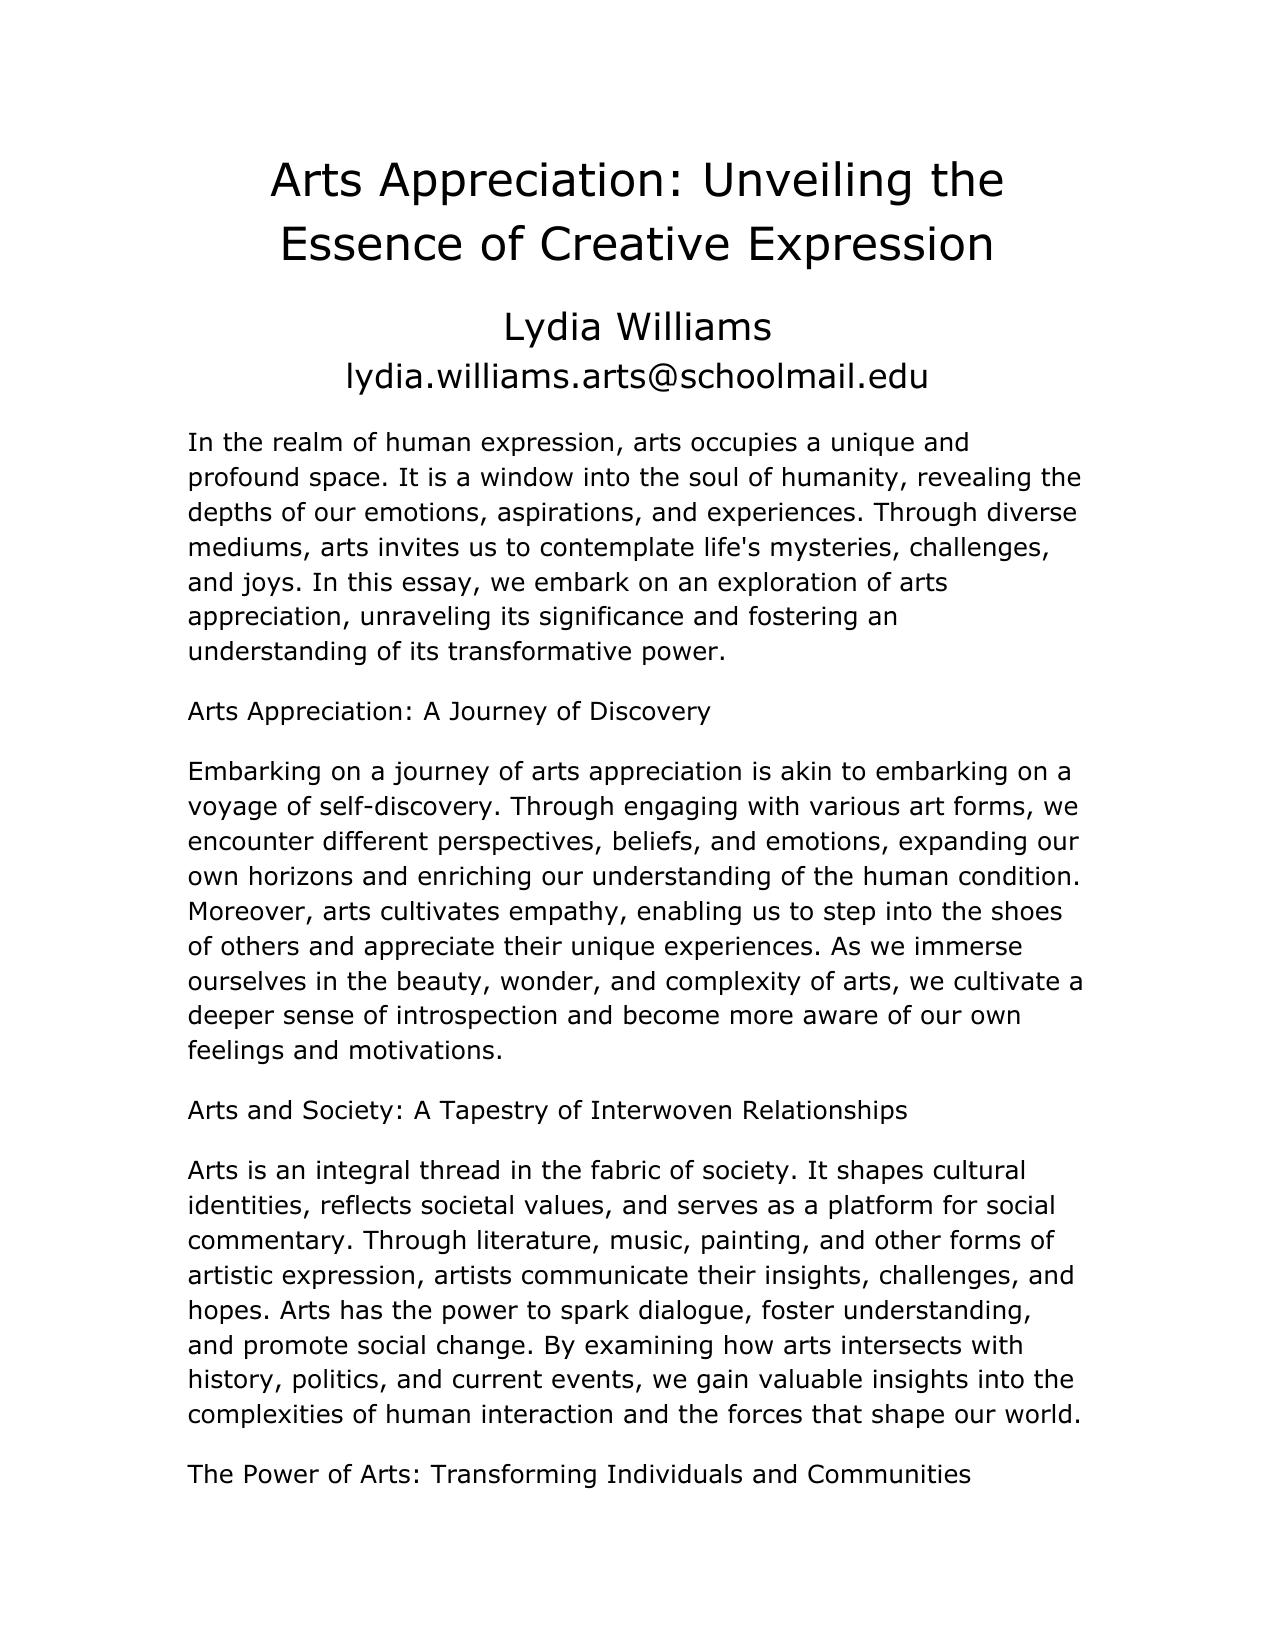 Arts Appreciation: Unveiling the
Essence of Creative Expression
Lydia Williams
lydia.williams.arts@schoolmail.edu
In the realm of human expression, arts occupies a unique and
profound space. It is a window into the soul of humanity, revealing the
depths of our emotions, aspirations, and experiences. Through diverse
mediums, arts invites us to contemplate life's mysteries, challenges,
and joys. In this essay, we embark on an exploration of arts
appreciation, unraveling its significance and fostering an
understanding of its transformative power.
Arts Appreciation: A Journey of Discovery
Embarking on a journey of arts appreciation is akin to embarking on a
voyage of self-discovery. Through engaging with various art forms, we
encounter different perspectives, beliefs, and emotions, expanding our
own horizons and enriching our understanding of the human condition.
Moreover, arts cultivates empathy, enabling us to step into the shoes
of others and appreciate their unique experiences. As we immerse
ourselves in the beauty, wonder, and complexity of arts, we cultivate a
deeper sense of introspection and become more aware of our own
feelings and motivations.
Arts and Society: A Tapestry of Interwoven Relationships
Arts is an integral thread in the fabric of society. It shapes cultural
identities, reflects societal values, and serves as a platform for social
commentary. Through literature, music, painting, and other forms of
artistic expression, artists communicate their insights, challenges, and
hopes. Arts has the power to spark dialogue, foster understanding,
and promote social change. By examining how arts intersects with
history, politics, and current events, we gain valuable insights into the
complexities of human interaction and the forces that shape our world.
The Power of Arts: Transforming Individuals and Communities